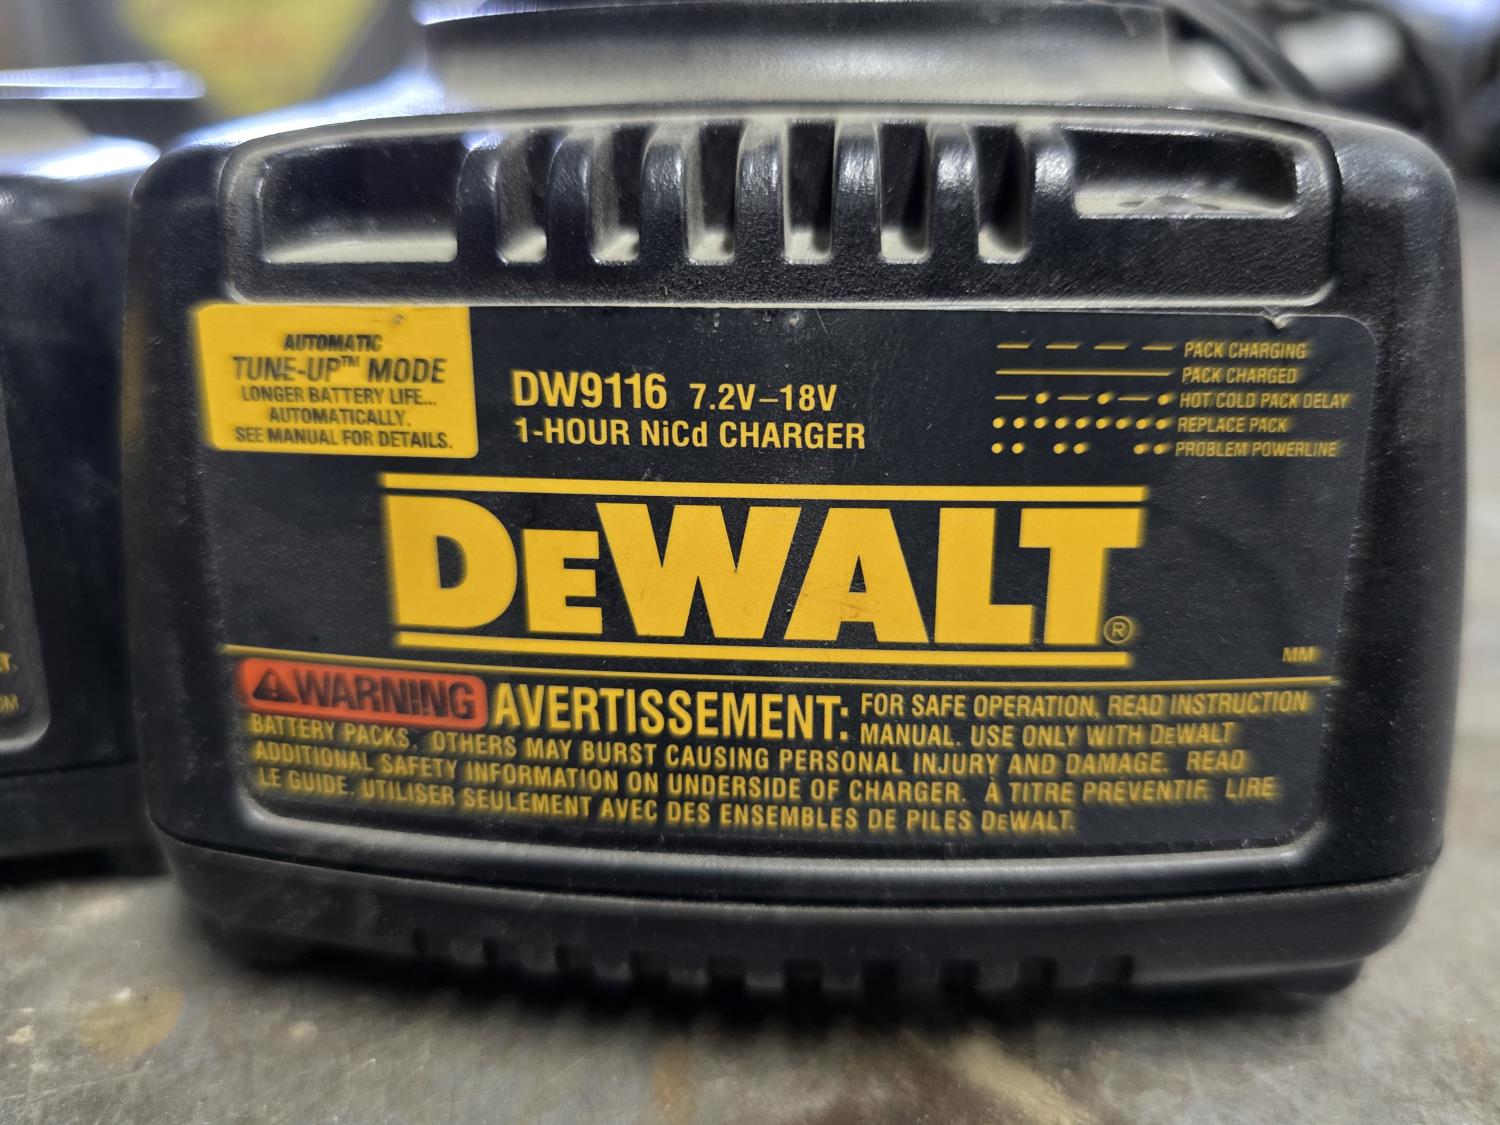 AUTOMATIC
TUNE-UP™ MODE
LONGER BATTERY LIFE...
AUTOMATICALLY.
SEE MANUAL FOR DETAILS.
DW9116 7.2V–18V
1-HOUR NiCd CHARGER
PACK CHARGING
PACK CHARGED
HOT COLD PACK DELAY
REPLACE PACK
PROBLEM POWERLINE
DEWALT®
MM
WARNING AVERTISSEMENT: FOR SAFE OPERATION, READ INSTRUCTION
MANUAL. USE ONLY WITH DEWALT
BATTERY PACKS. OTHERS MAY BURST CAUSING PERSONAL INJURY AND DAMAGE. READ
ADDITIONAL SAFETY INFORMATION ON UNDERSIDE OF CHARGER. À TITRE PRÉVENTIF, LIRE
LE GUIDE. UTILISER SEULEMENT AVEC DES ENSEMBLES DE PILES DEWALT.